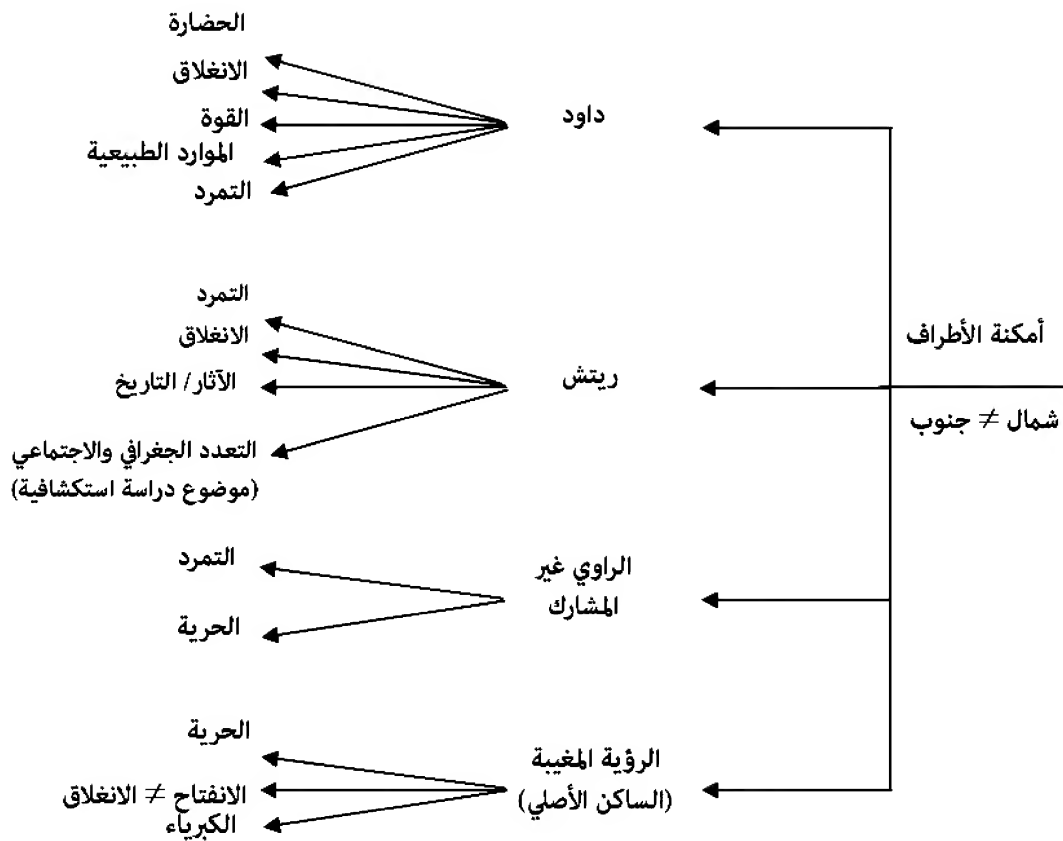 أمكنة الأطراف
شمال ≠ جنوب
داود
الحضارة
الانغلاق
القوة
الموارد الطبيعية
التمرد
ريتش
التمرد
الانغلاق
الآثار/ التاريخ
التعدد الجغرافي والاجتماعي
(موضوع دراسة استكشافية)
الراوي غير
المشارك
التمرد
الحرية
الرؤية المغيبة
(الساكن الأصلي)
الحرية
الانفتاح ≠ الانغلاق
الكبرياء